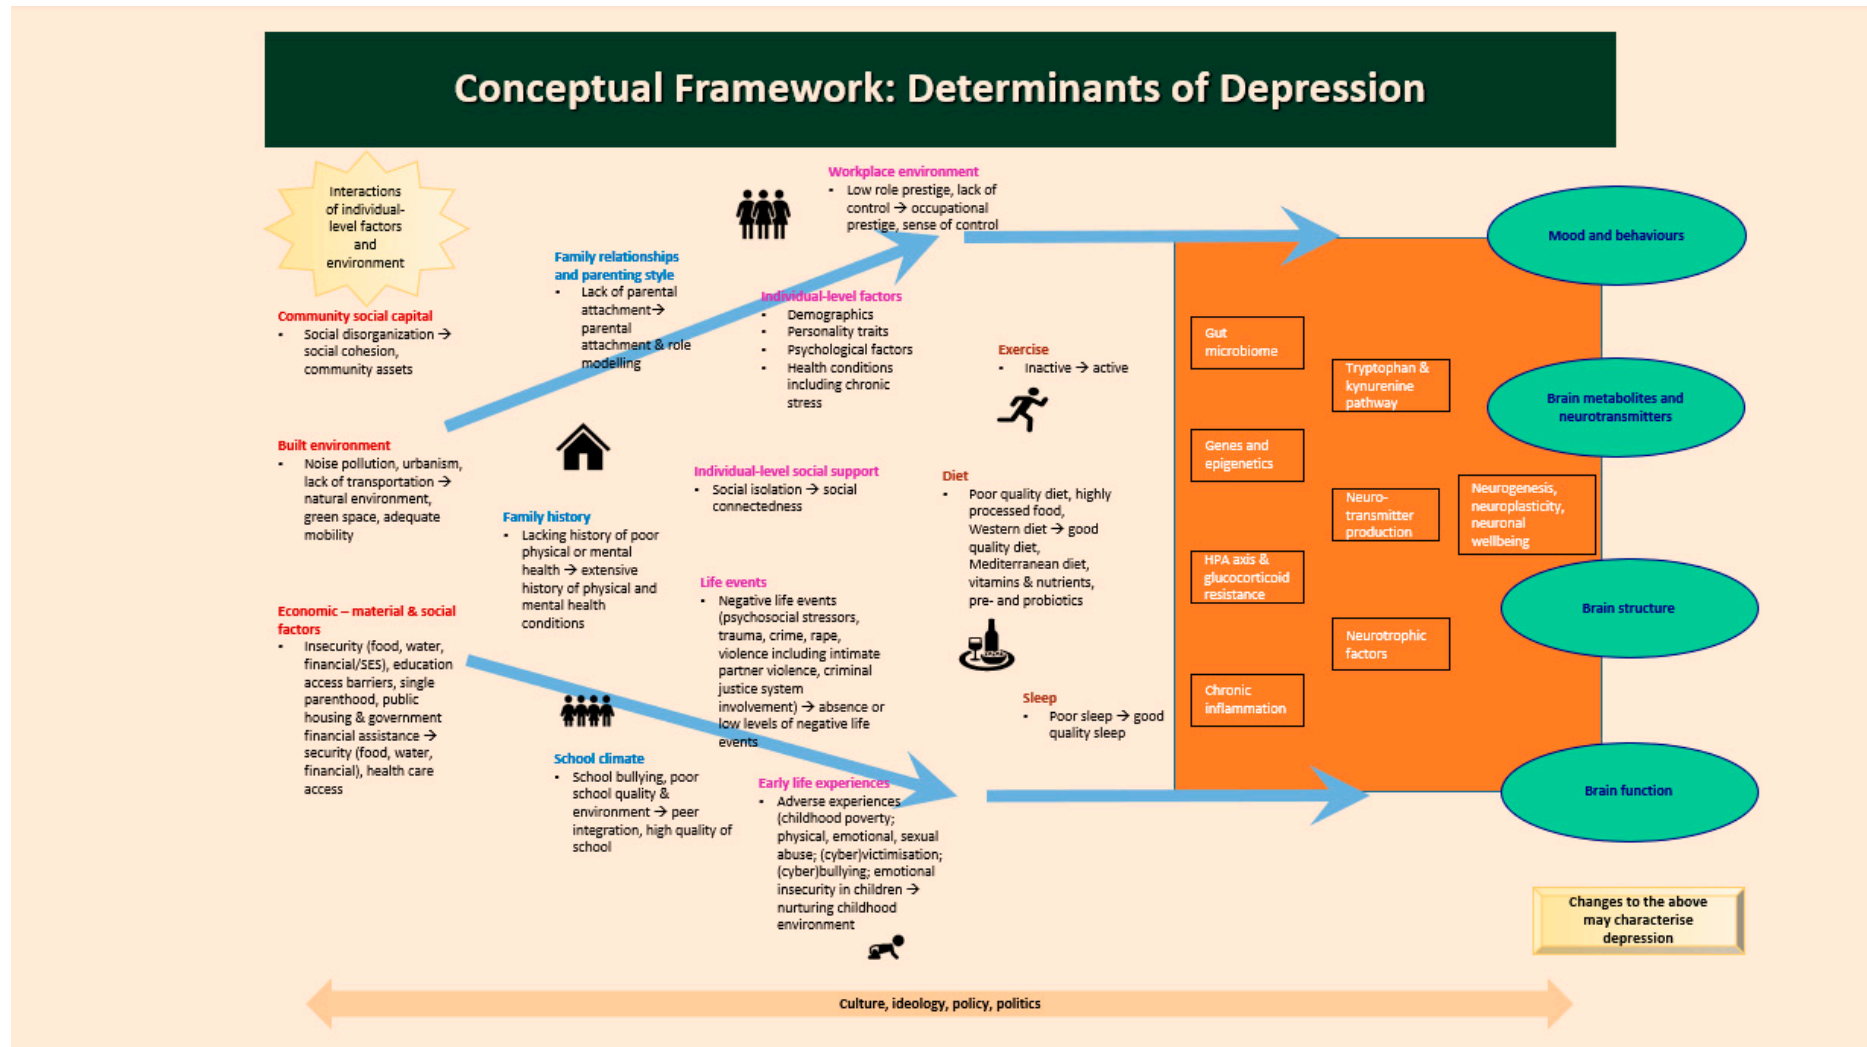 Conceptual Framework: Determinants of Depression
Interactions
of individual-
level factors
and
environment
Community social capital
▪ Social disorganization →
social cohesion,
community assets
Built environment
▪ Noise pollution, urbanism,
lack of transportation →
natural environment,
green space, adequate
mobility
Economic – material & social
factors
▪ Insecurity (food, water,
financial/SES), education
access barriers, single
parenthood, public
housing & government
financial assistance →
security (food, water,
financial), health care
access
Family relationships
and parenting style
▪ Lack of parental
attachment→
parental
attachment & role
modelling
Family history
▪ Lacking history of poor
physical or mental
health → extensive
history of physical and
mental health
conditions
School climate
▪ School bullying, poor
school quality &
environment → peer
integration, high quality of
school
Workplace environment
▪ Low role prestige, lack of
control → occupational
prestige, sense of control
Individual-level factors
▪ Demographics
▪ Personality traits
▪ Psychological factors
▪ Health conditions
including chronic
stress
Individual-level social support
▪ Social isolation → social
connectedness
Life events
▪ Negative life events
(psychosocial stressors,
trauma, crime, rape,
violence including intimate
partner violence, criminal
justice system
involvement) → absence or
low levels of negative life
events
Early life experiences
▪ Adverse experiences
(childhood poverty;
physical, emotional, sexual
abuse; (cyber)victimisation;
(cyber)bullying; emotional
insecurity in children →
nurturing childhood
environment
Exercise
▪ Inactive → active
Diet
▪ Poor quality diet, highly
processed food,
Western diet → good
quality diet,
Mediterranean diet,
vitamins & nutrients,
pre- and probiotics
Sleep
▪ Poor sleep → good
quality sleep
Gut
microbiome
Genes and
epigenetics
HPA axis &
glucocorticoid
resistance
Chronic
inflammation
Tryptophan &
kynurenine
pathway
Neuro-
transmitter
production
Neurotrophic
factors
Neurogenesis,
neuroplasticity,
neuronal
wellbeing
Mood and behaviours
Brain metabolites and
neurotransmitters
Brain structure
Brain function
Changes to the above
may characterise
depression
Culture, ideology, policy, politics